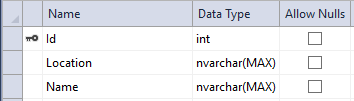 Name Data Type Allow Nulls
Id int
Location nvarchar(MAX)
Name nvarchar(MAX)